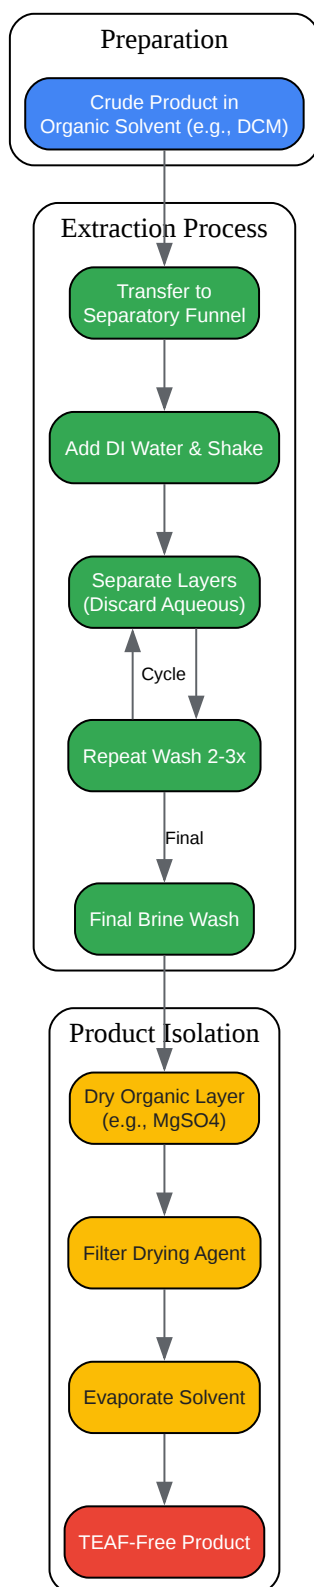 Preparation
Crude Product in
Organic Solvent (e.g., DCM)
Extraction Process
Transfer to
Separatory Funnel
Add DI Water & Shake
Separate Layers
(Discard Aqueous)
Cycle
Repeat Wash 2-3x
Final
Final Brine Wash
Product Isolation
Dry Organic Layer
(e.g., MgSO4)
Filter Drying Agent
Evaporate Solvent
TEAF-Free Product